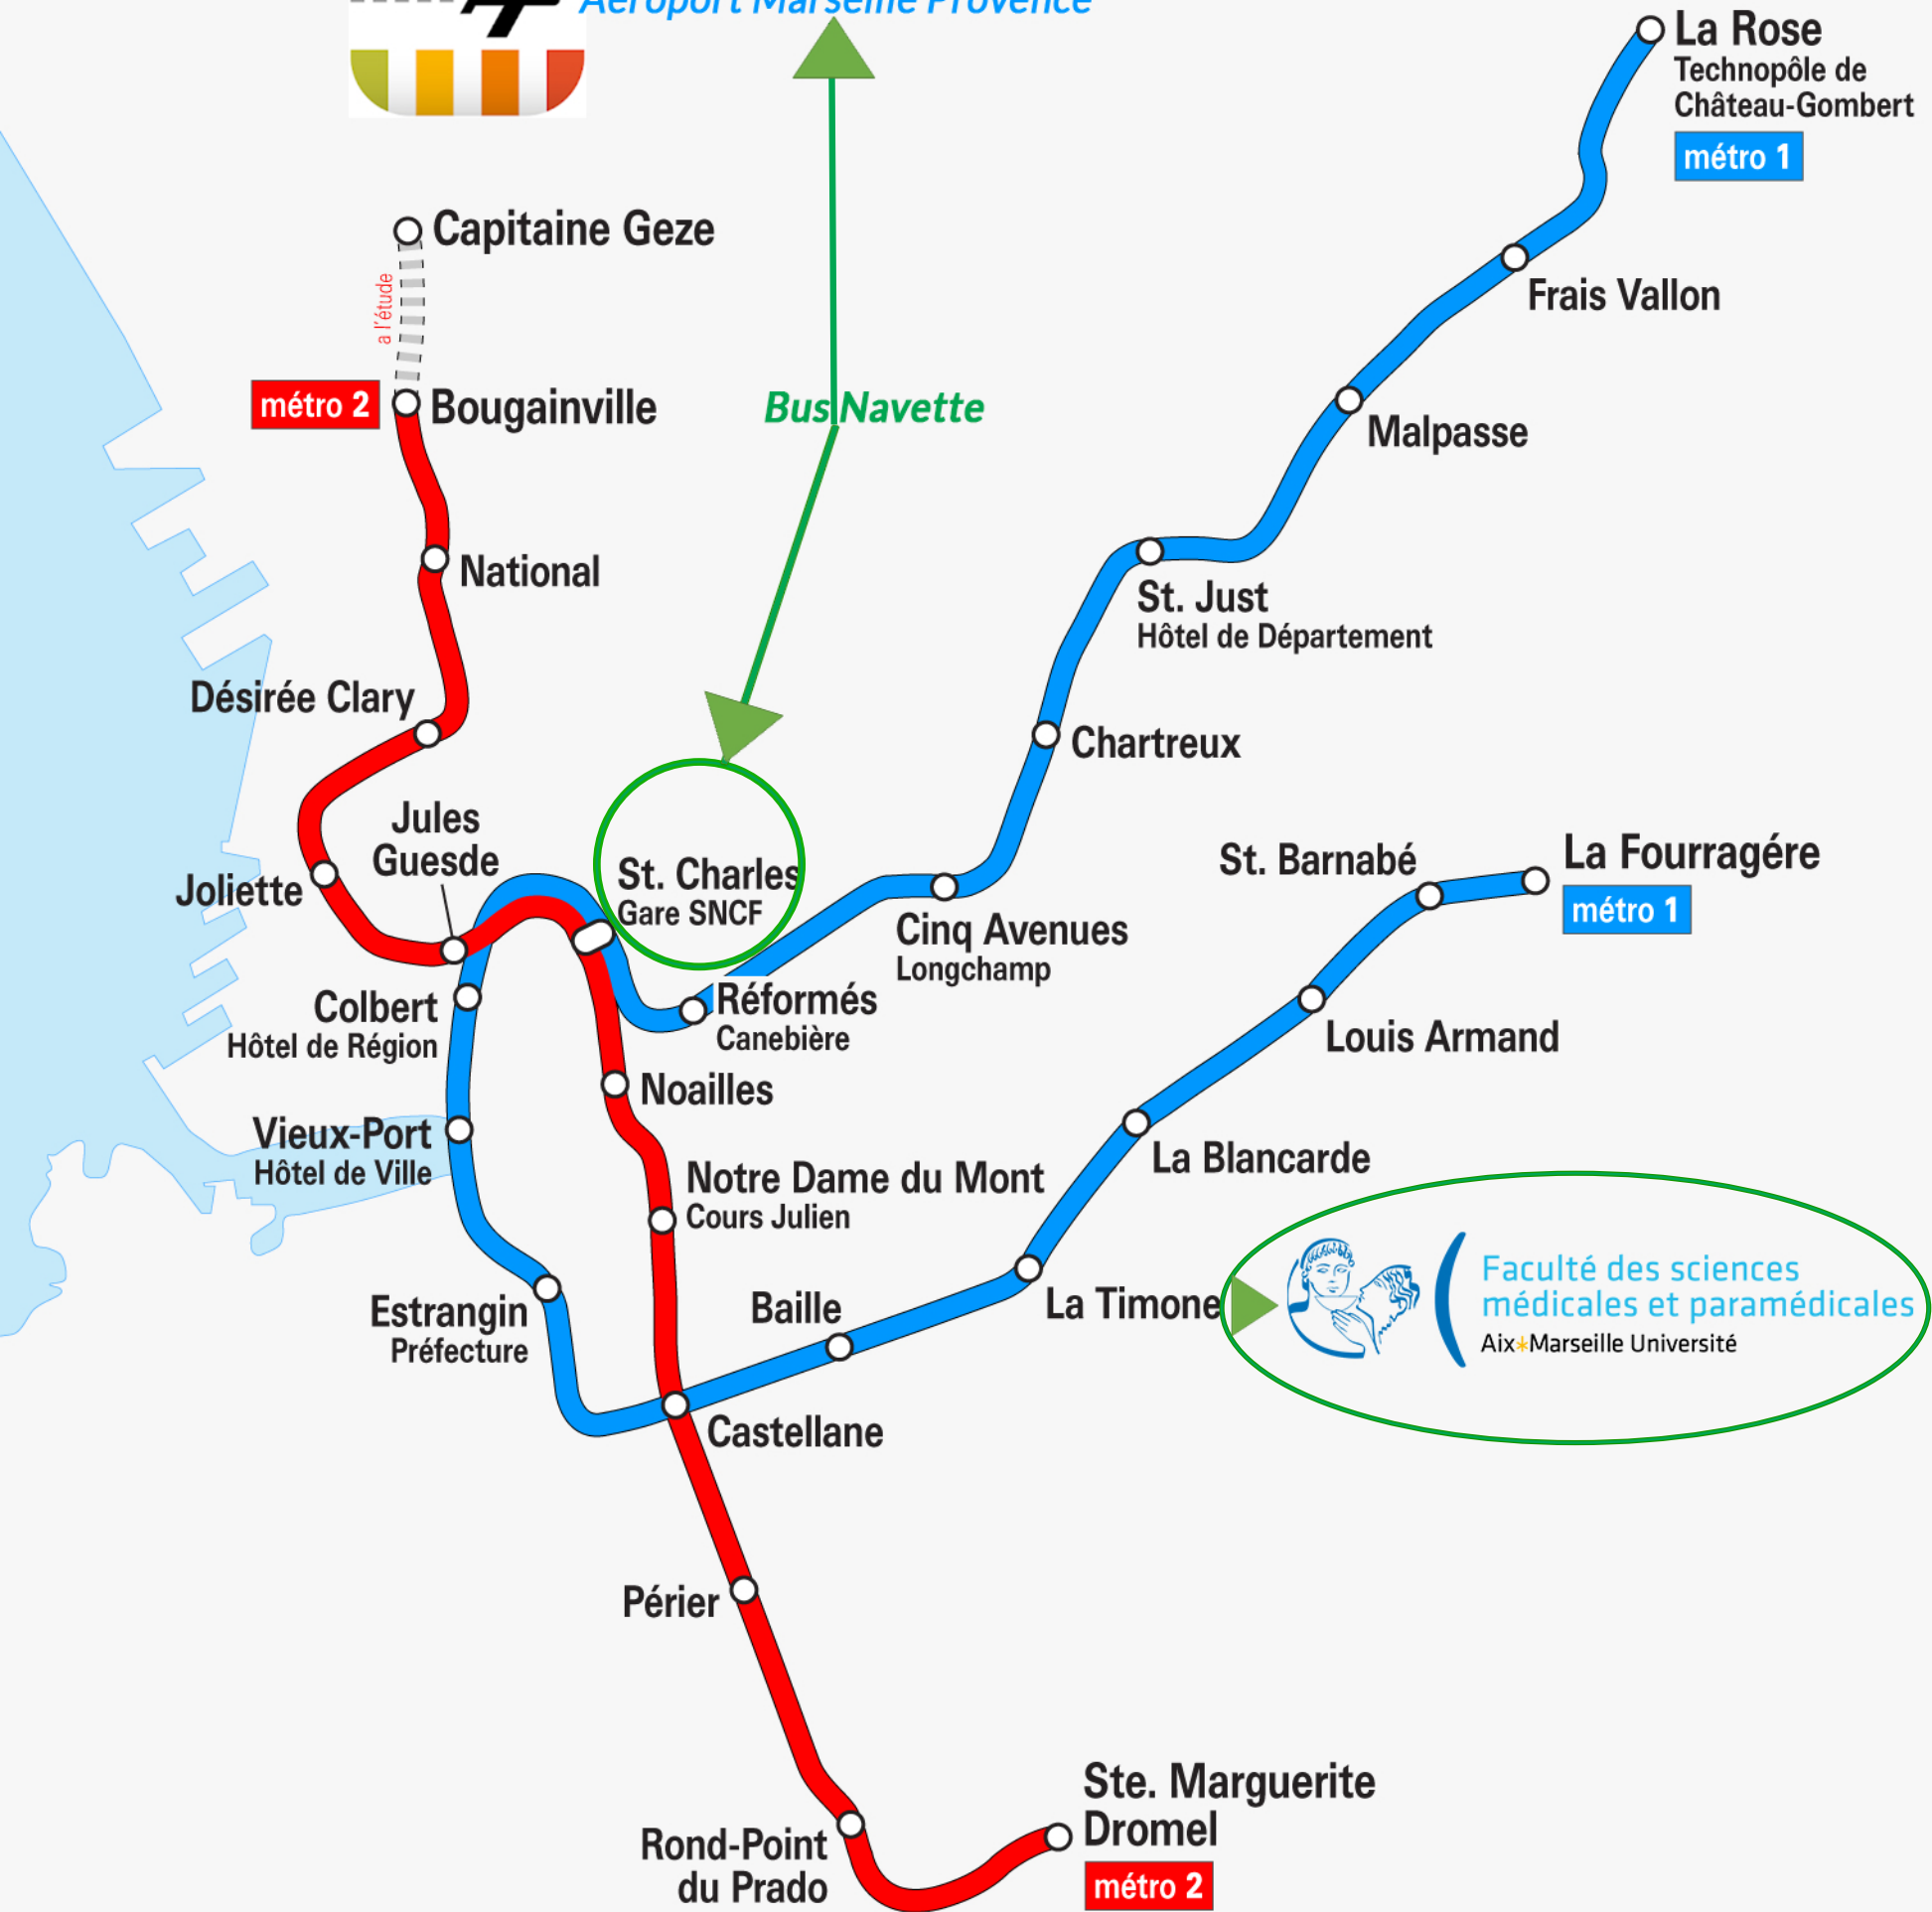 Aéroport Marseille Provence
La Rose
Technopôle de
Château-Gombert
métro 1
Capitaine Geze
a l'étude
Frais Vallon
métro 2
Bougainville
Bus Navette
Malpasse
National
St. Just
Hôtel de Département
Désirée Clary
Chartreux
Jules
Guesde
St. Barnabé
La Fourragére
métro 1
Joliette
St. Charles
Gare SNCF
Cinq Avenues
Longchamp
Colbert
Hôtel de Région
Réformés
Canebière
Louis Armand
Noailles
Vieux-Port
Hôtel de Ville
La Blancarde
Notre Dame du Mont
Cours Julien
Estrangin
Préfecture
Baille
La Timone
Faculté des sciences
médicales et paramédicales
Aix*Marseille Université
Castellane
Périer
Ste. Marguerite
Dromel
métro 2
Rond-Point
du Prado